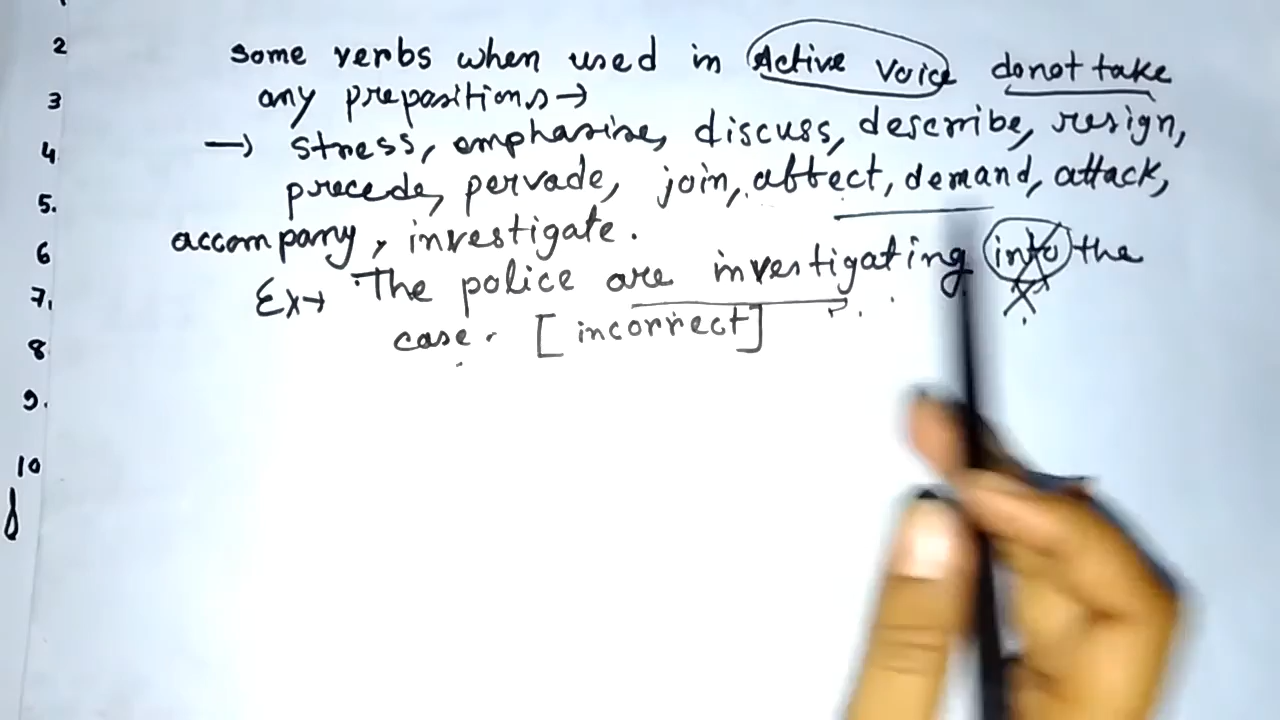 2
some verbs when used in Active Voice donot take
3
any prepositions→
4
→ stress, emphasise, discuss, describe, resign,
5.
precede, pervade, join, affect, demand, attack,
6
accompany, investigate.
7.
Ex→ The police are investigating into the
8
case. [incorrect]
9.
10